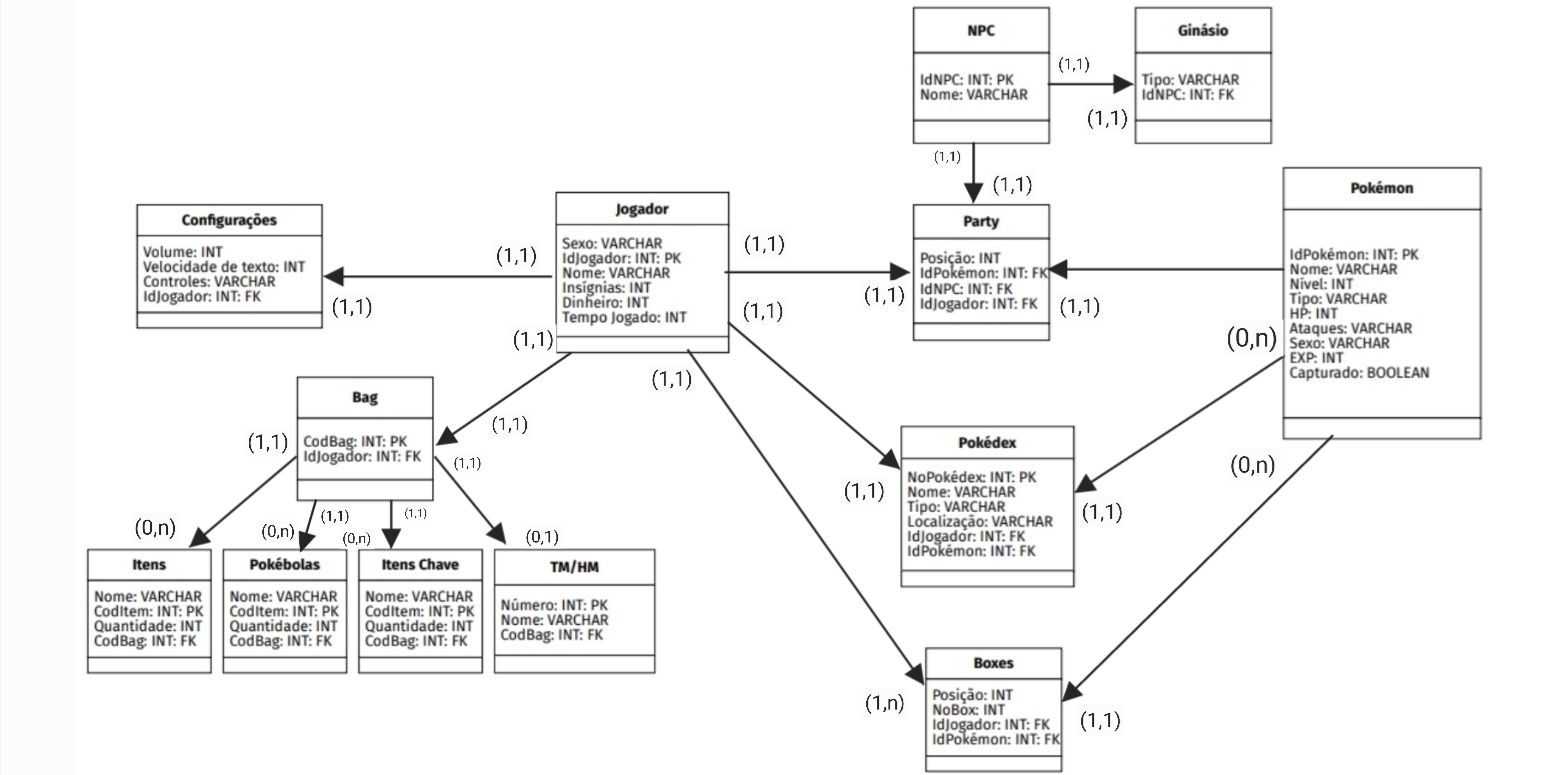 NPC
IdNPC: INT: PK
Nome: VARCHAR
(1,1)
(1,1)
Ginásio
Tipo: VARCHAR
IdNPC: INT: FK
(1,1)
(1,1)
Configurações
Volume: INT
Velocidade de texto: INT
Controles: VARCHAR
IdJogador: INT: FK
(1,1)
(1,1)
Jogador
Sexo: VARCHAR
IdJogador: INT: PK
Nome: VARCHAR
Insígnias: INT
Dinheiro: INT
Tempo Jogado: INT
(1,1)
(1,1)
(1,1)
(1,1)
(1,1)
Party
Posição: INT
IdPokémon: INT: FK
IdNPC: INT: FK
IdJogador: INT: FK
(1,1)
Pokémon
IdPokémon: INT: PK
Nome: VARCHAR
Nível: INT
Tipo: VARCHAR
HP: INT
Ataques: VARCHAR
Sexo: VARCHAR
EXP: INT
Capturado: BOOLEAN
(0,n)
(0,n)
Bag
CodBag: INT: PK
IdJogador: INT: FK
(1,1)
(1,1)
(1,1)
(1,1)
(1,1)
(0,n)
(0,n)
(0,n)
(0,1)
Pokédex
NoPokédex: INT: PK
Nome: VARCHAR
Tipo: VARCHAR
Localização: VARCHAR
IdJogador: INT: FK
IdPokémon: INT: FK
(1,1)
(1,1)
Itens
Nome: VARCHAR
CodItem: INT: PK
Quantidade: INT
CodBag: INT: FK
Pokébolas
Nome: VARCHAR
CodItem: INT: PK
Quantidade: INT
CodBag: INT: FK
Itens Chave
Nome: VARCHAR
CodItem: INT: PK
Quantidade: INT
CodBag: INT: FK
TM/HM
Número: INT: PK
Nome: VARCHAR
CodBag: INT: FK
Boxes
Posição: INT
NoBox: INT
IdJogador: INT: FK
IdPokémon: INT: FK
(1,n)
(1,1)